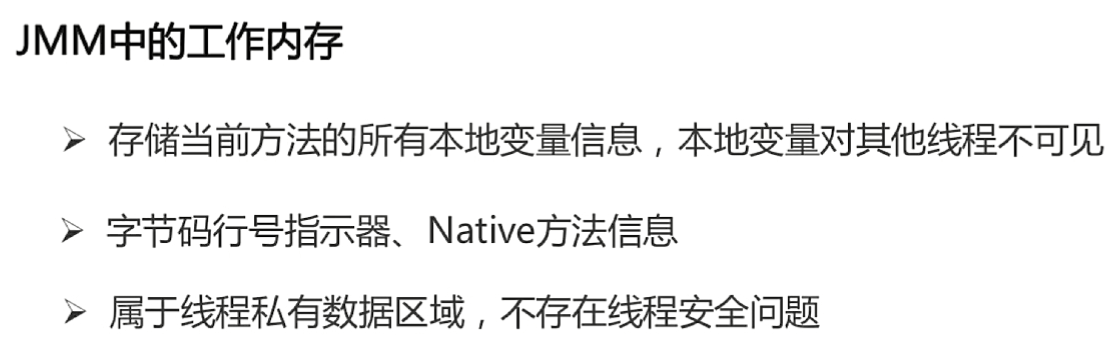 JMM中的工作内存
➢ 存储当前方法的所有本地变量信息，本地变量对其他线程不可见
➢ 字节码行号指示器、Native方法信息
➢ 属于线程私有数据区域，不存在线程安全问题